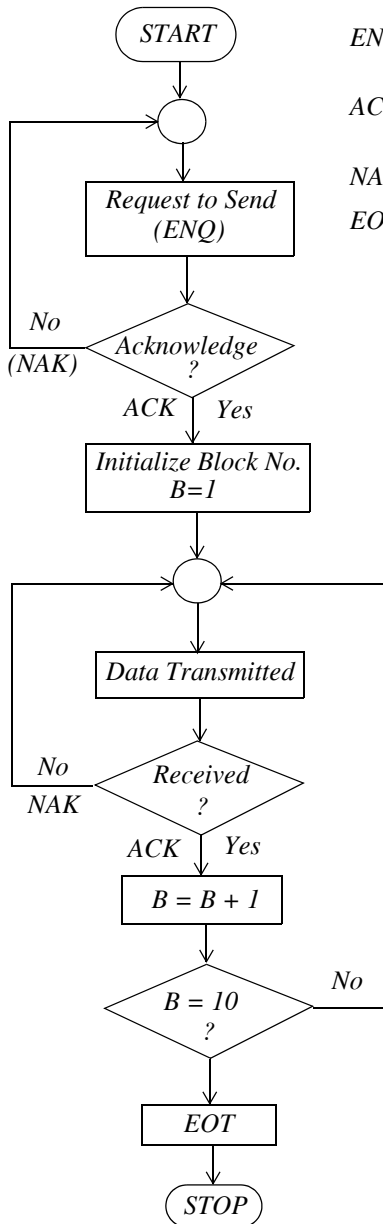 START
EN
AC
NA
EO
Request to Send
(ENQ)
No
(NAK)
Acknowledge
?
ACK Yes
Initialize Block No.
B=1
Data Transmitted
No
NAK
Received
?
ACK Yes
B = B + 1
B = 10
?
No
EOT
STOP